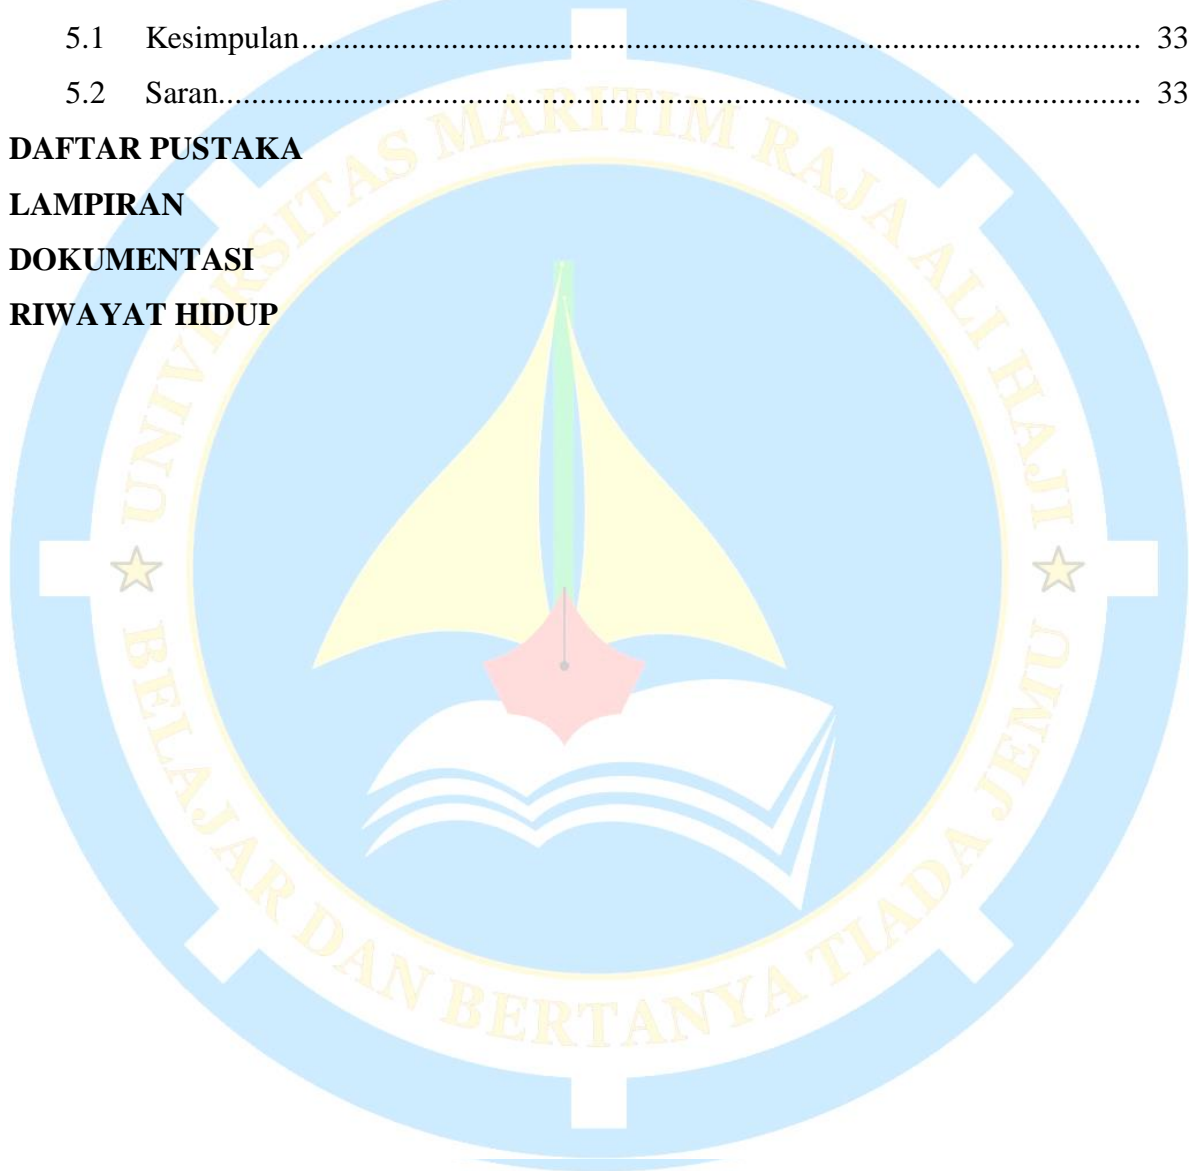 5.1 Kesimpulan........................................................................................................ 33
5.2 Saran.................................................................................................................. 33
DAFTAR PUSTAKA
LAMPIRAN
DOKUMENTASI
RIWAYAT HIDUP
UNIVERSITAS MARITIM RAJA ALI HAJI
BELAJAR DAN BERTANYA TIADA JEMU